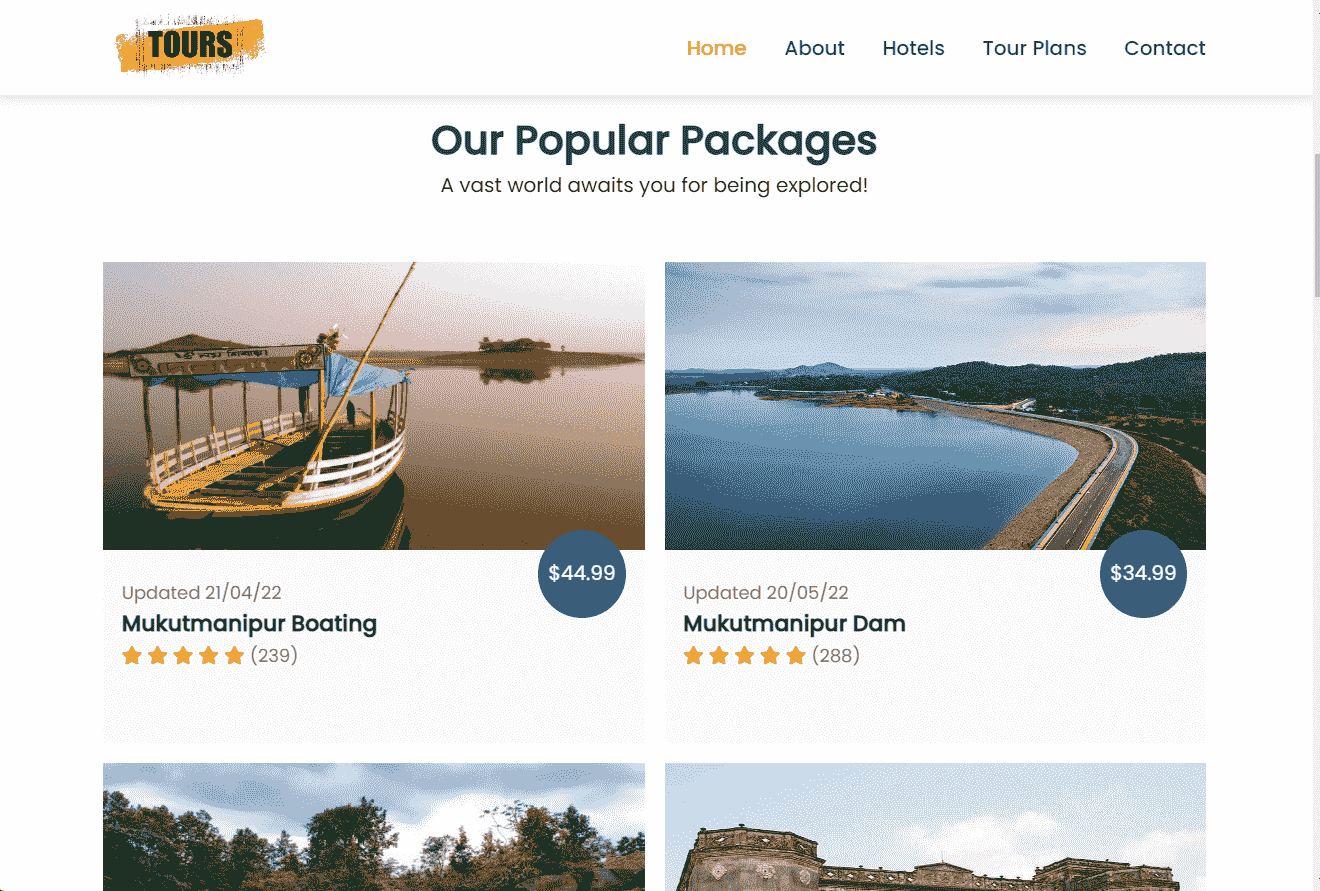 TOURS
Home About Hotels Tour Plans Contact
Our Popular Packages
A vast world awaits you for being explored!
$44.99
Updated 21/04/22
Mukutmanipur Boating
(239)
$34.99
Updated 20/05/22
Mukutmanipur Dam
(288)